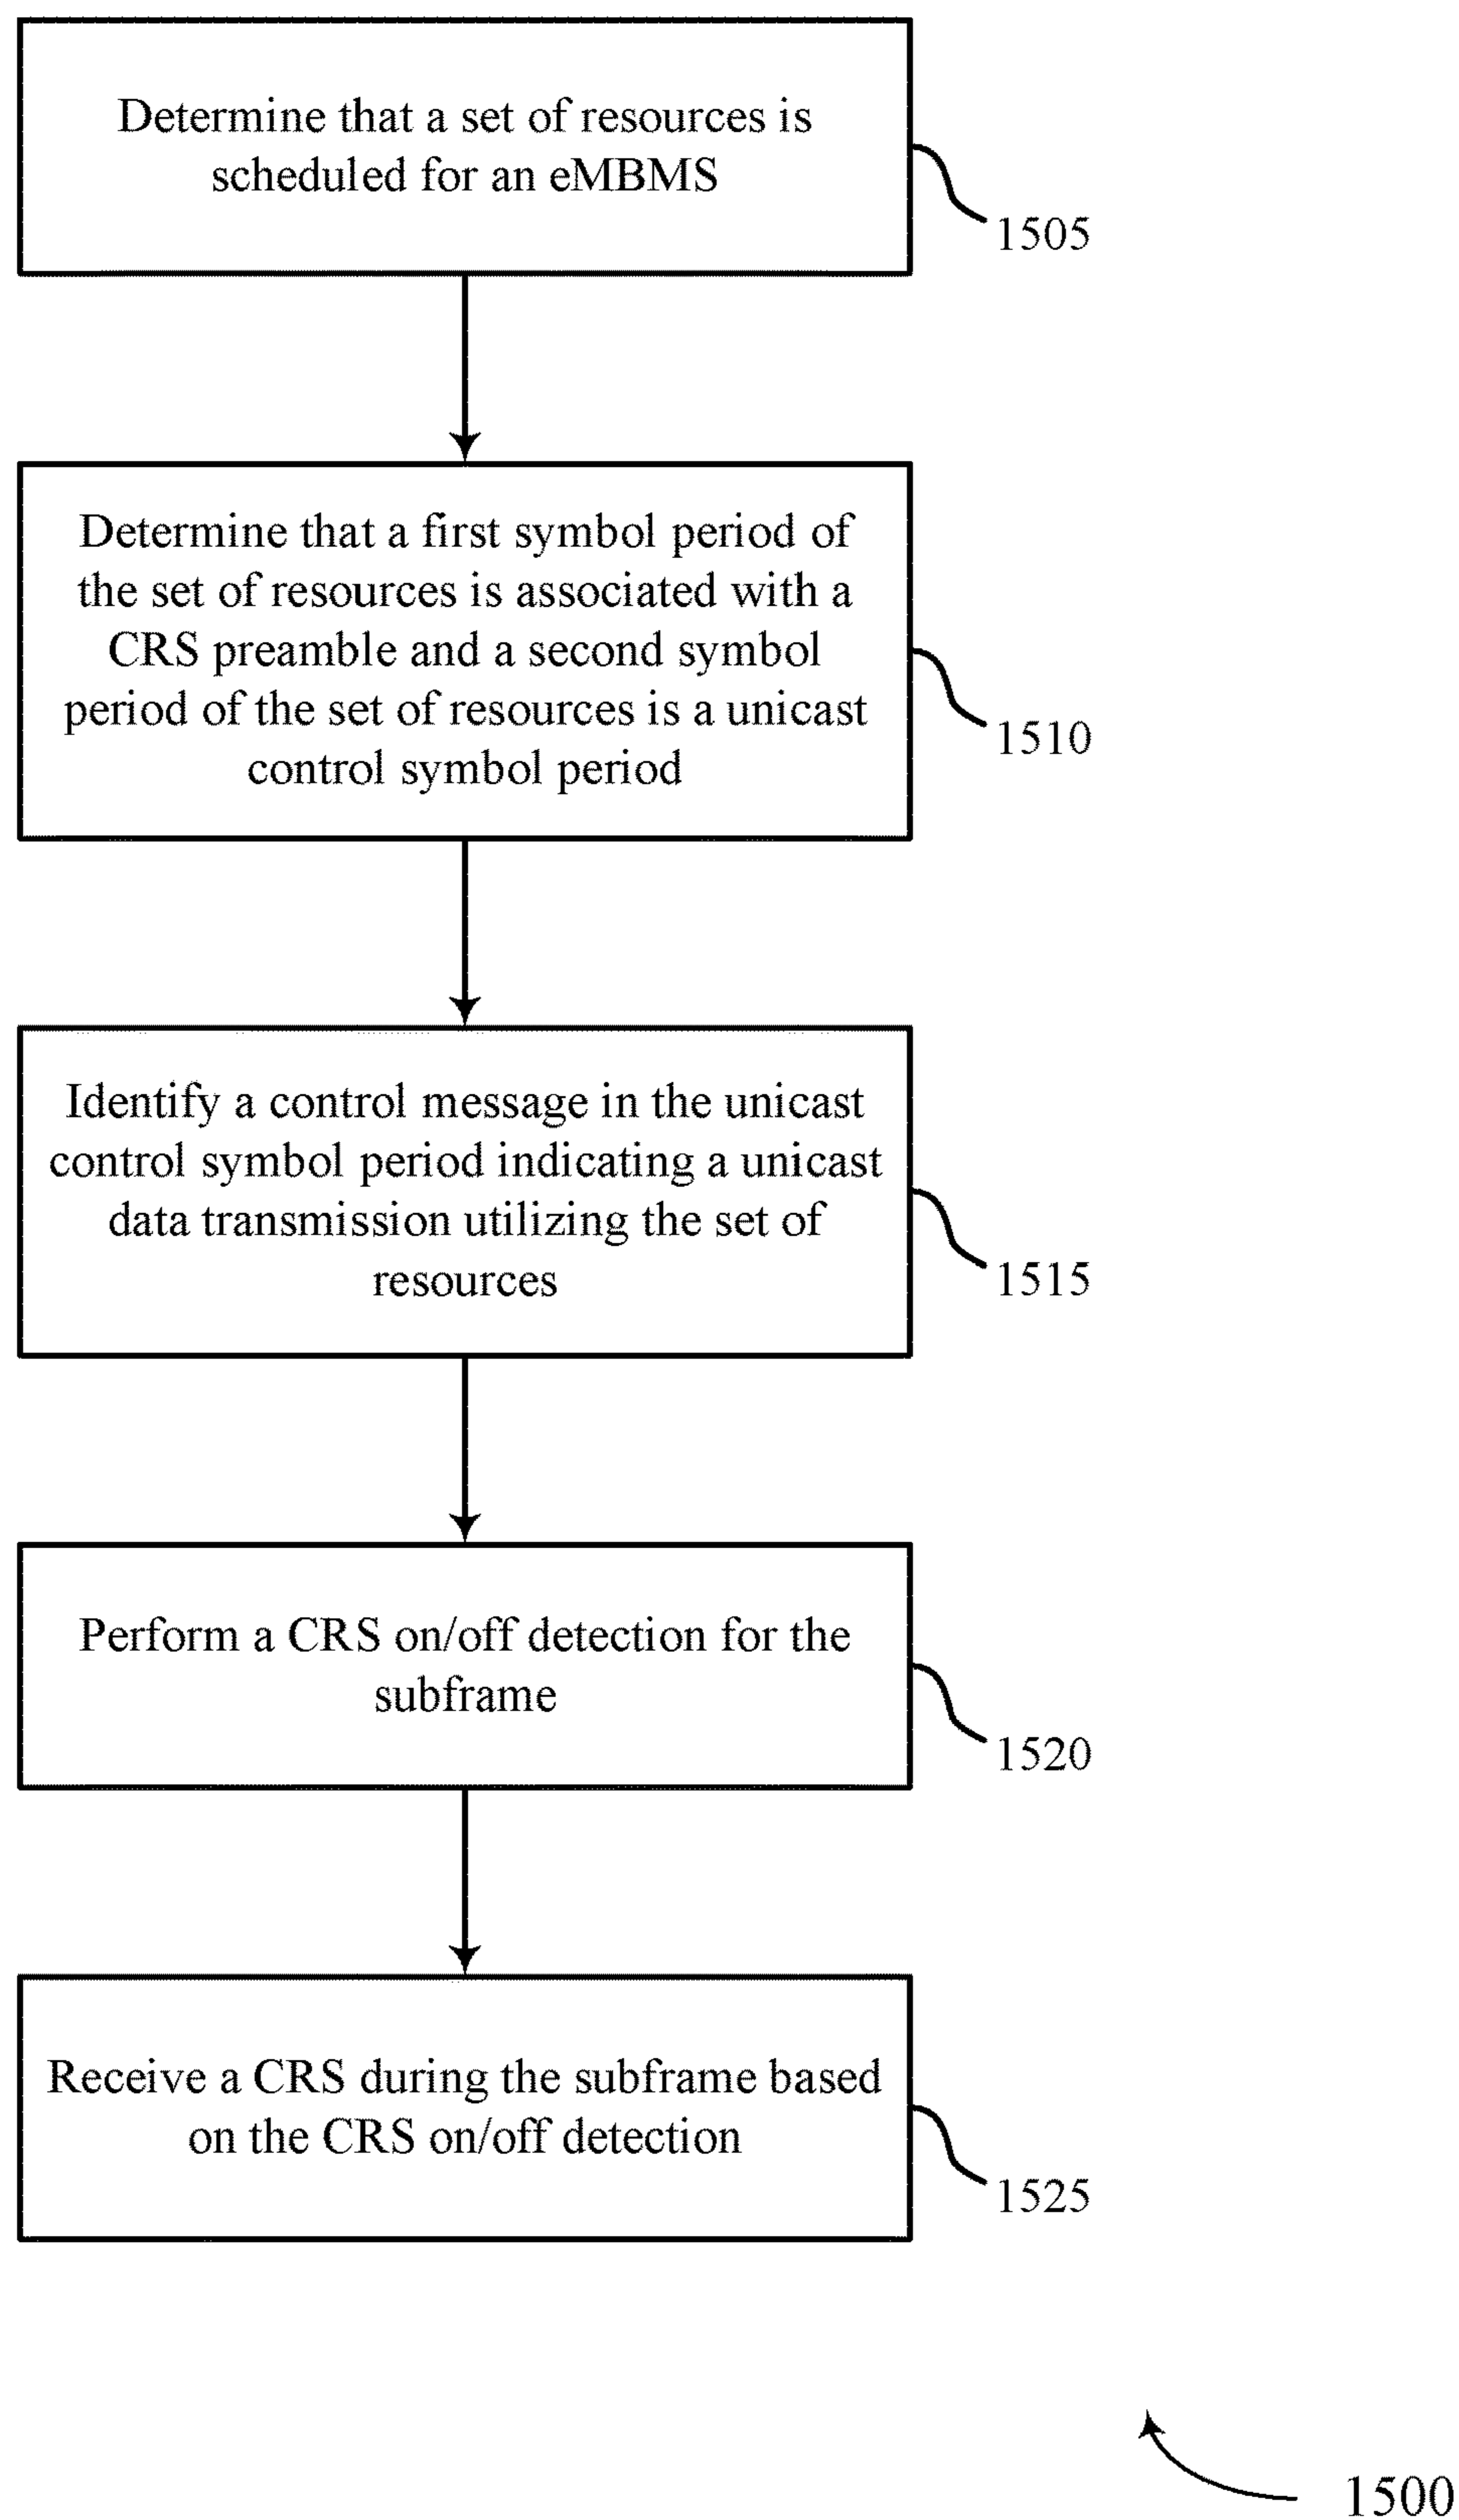 Determine that a set of resources is
scheduled for an eMBMS
1505
Determine that a first symbol period of
the set of resources is associated with a
CRS preamble and a second symbol
period of the set of resources is a unicast
control symbol period
1510
Identify a control message in the unicast
control symbol period indicating a unicast
data transmission utilizing the set of
resources
1515
Perform a CRS on/off detection for the
subframe
1520
Receive a CRS during the subframe based
on the CRS on/off detection
1525
1500